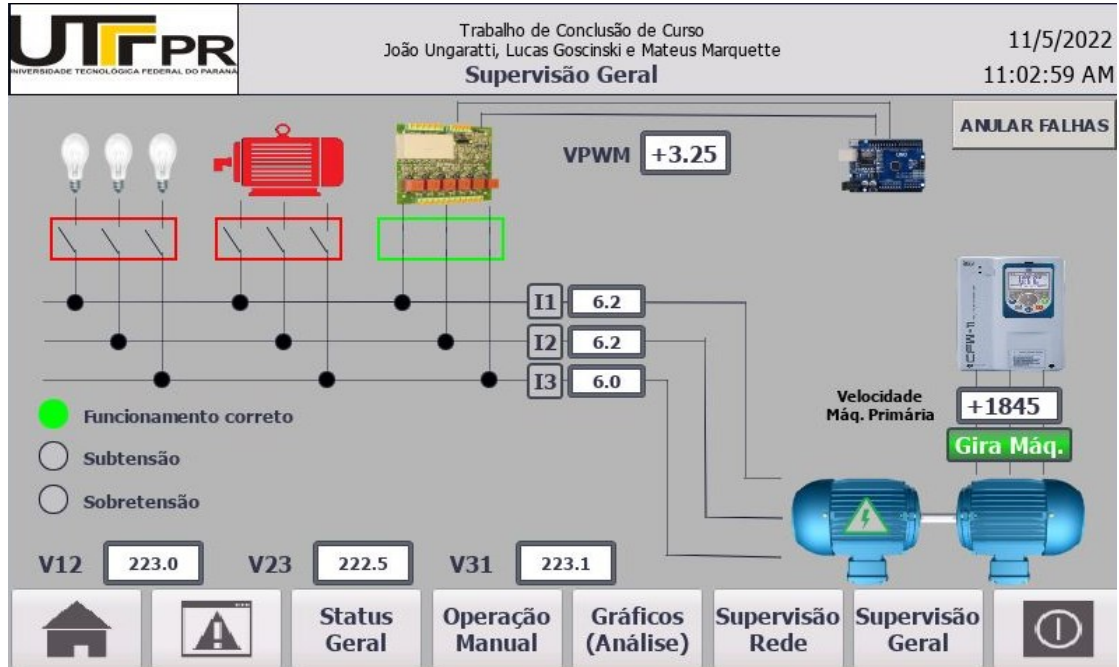 UTFPR
UNIVERSIDADE TECNOLÓGICA FEDERAL DO PARANÁ
Trabalho de Conclusão de Curso
João Ungaratti, Lucas Goscinski e Mateus Marquette
Supervisão Geral
11/5/2022
11:02:59 AM
ANULAR FALHAS
VPWM +3.25
UNO
I1 6.2
I2 6.2
I3 6.0
CFW-11
Velocidade
Máq. Primária
+1845
Gira Máq.
Funcionamento correto
Subtensão
Sobretensão
V12 223.0 V23 222.5 V31 223.1
Status
Geral
Operação
Manual
Gráficos
(Análise)
Supervisão
Rede
Supervisão
Geral